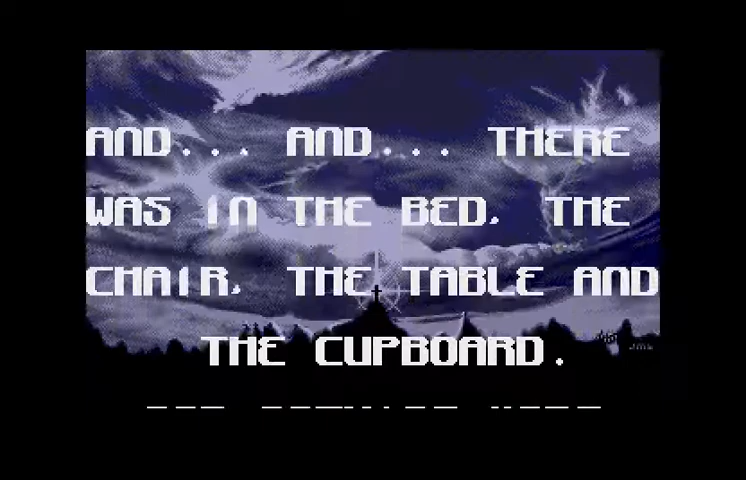 AND... AND... THERE
WAS IN THE BED, THE
CHAIR, THE TABLE AND
THE CUPBOARD.